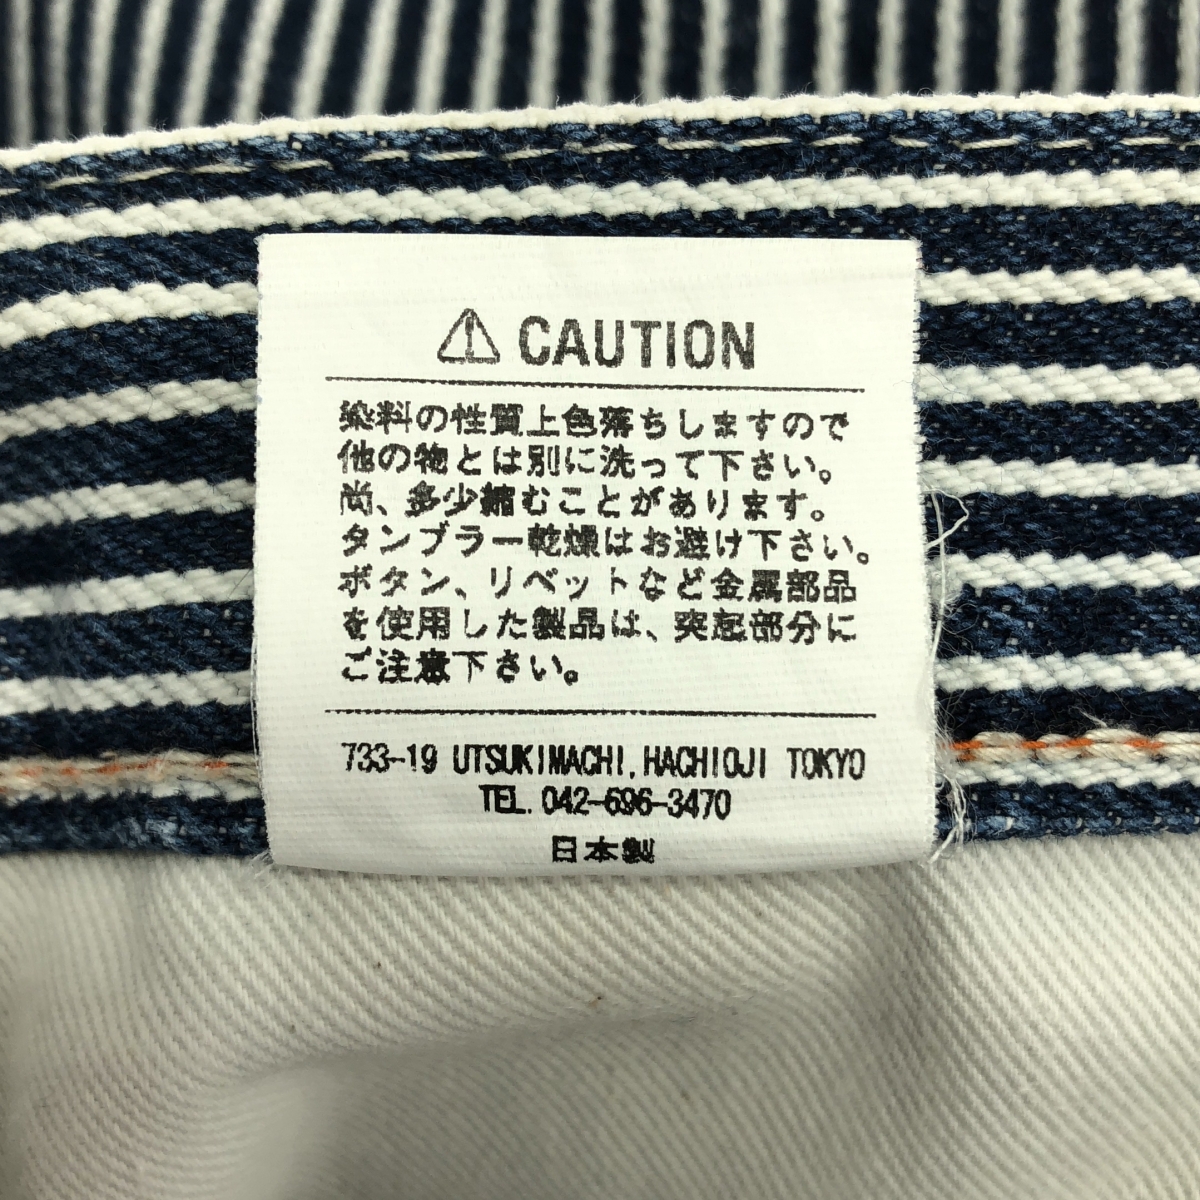 CAUTION
染料の性質上色落ちしますので
他の物とは別に洗って下さい。
尚、多少縮むことがあります。
タンブラー乾燥はお避け下さい。
ボタン、リベットなど金属部品
を使用した製品は、突起部分に
ご注意下さい。
733-19 UTSUKIMACHI, HACHIOJI TOKYO
TEL. 042-696-3470
日本製